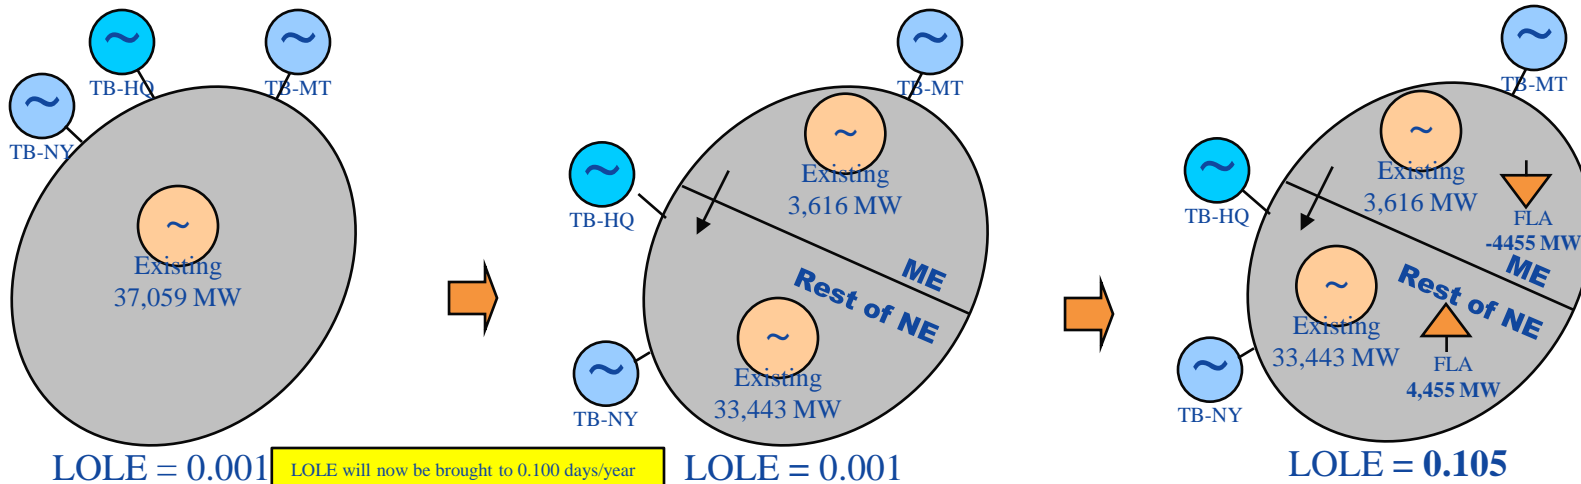 TB-HQ
TB-MT
TB-NY
Existing
37,059 MW
LOLE = 0.001
LOLE will now be brought to 0.100 days/year
TB-MT
Existing
3,616 MW
TB-HQ
ME
Rest of NE
Existing
33,443 MW
TB-NY
LOLE = 0.001
TB-MT
Existing
3,616 MW
TB-HQ
FLA
-4455 MW
ME
Rest of NE
Existing
33,443 MW
FLA
4,455 MW
TB-NY
LOLE = 0.105